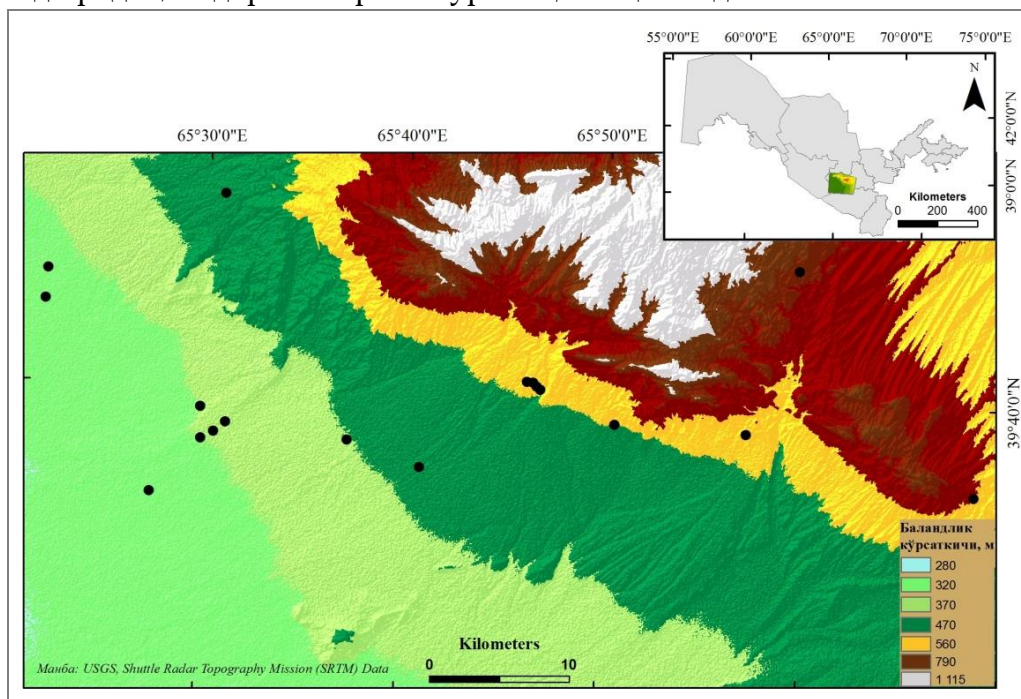 55°0'0"E 60°0'0"E 65°0'0"E 70°0'0"E 75°0'0"E
N
42°0'0"N
39°0'0"N
Kilometers
0 200 400
65°30'0"E 65°40'0"E 65°50'0"E
39°40'0"N
Баландлик
кўрсаткичи, м
280
320
370
470
560
790
1 115
Kilometers
0 10
Манба: USGS, Shuttle Radar Topography Mission (SRTM) Data